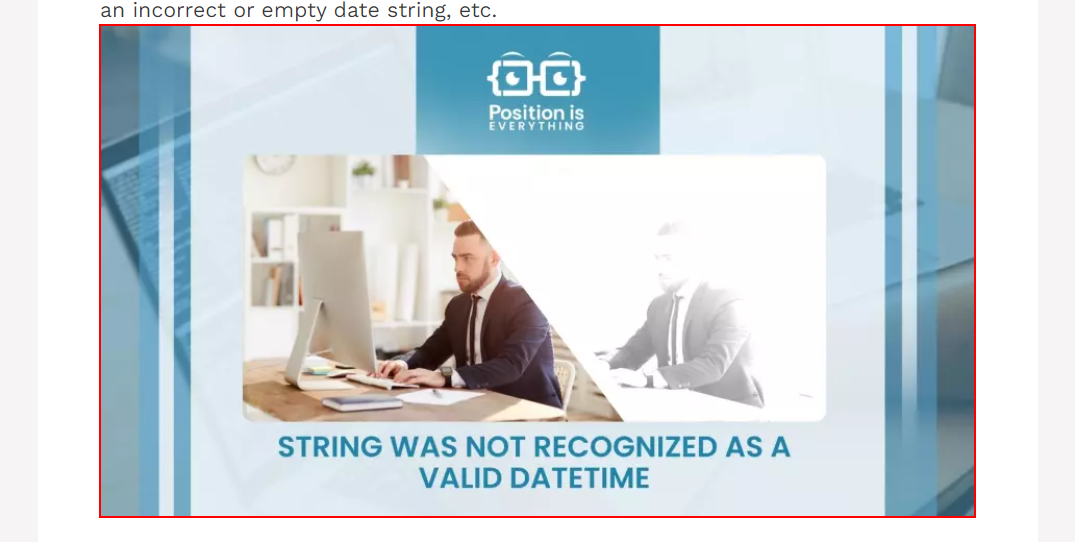 an incorrect or empty date string, etc.
Position is
EVERYTHING
STRING WAS NOT RECOGNIZED AS A
VALID DATETIME